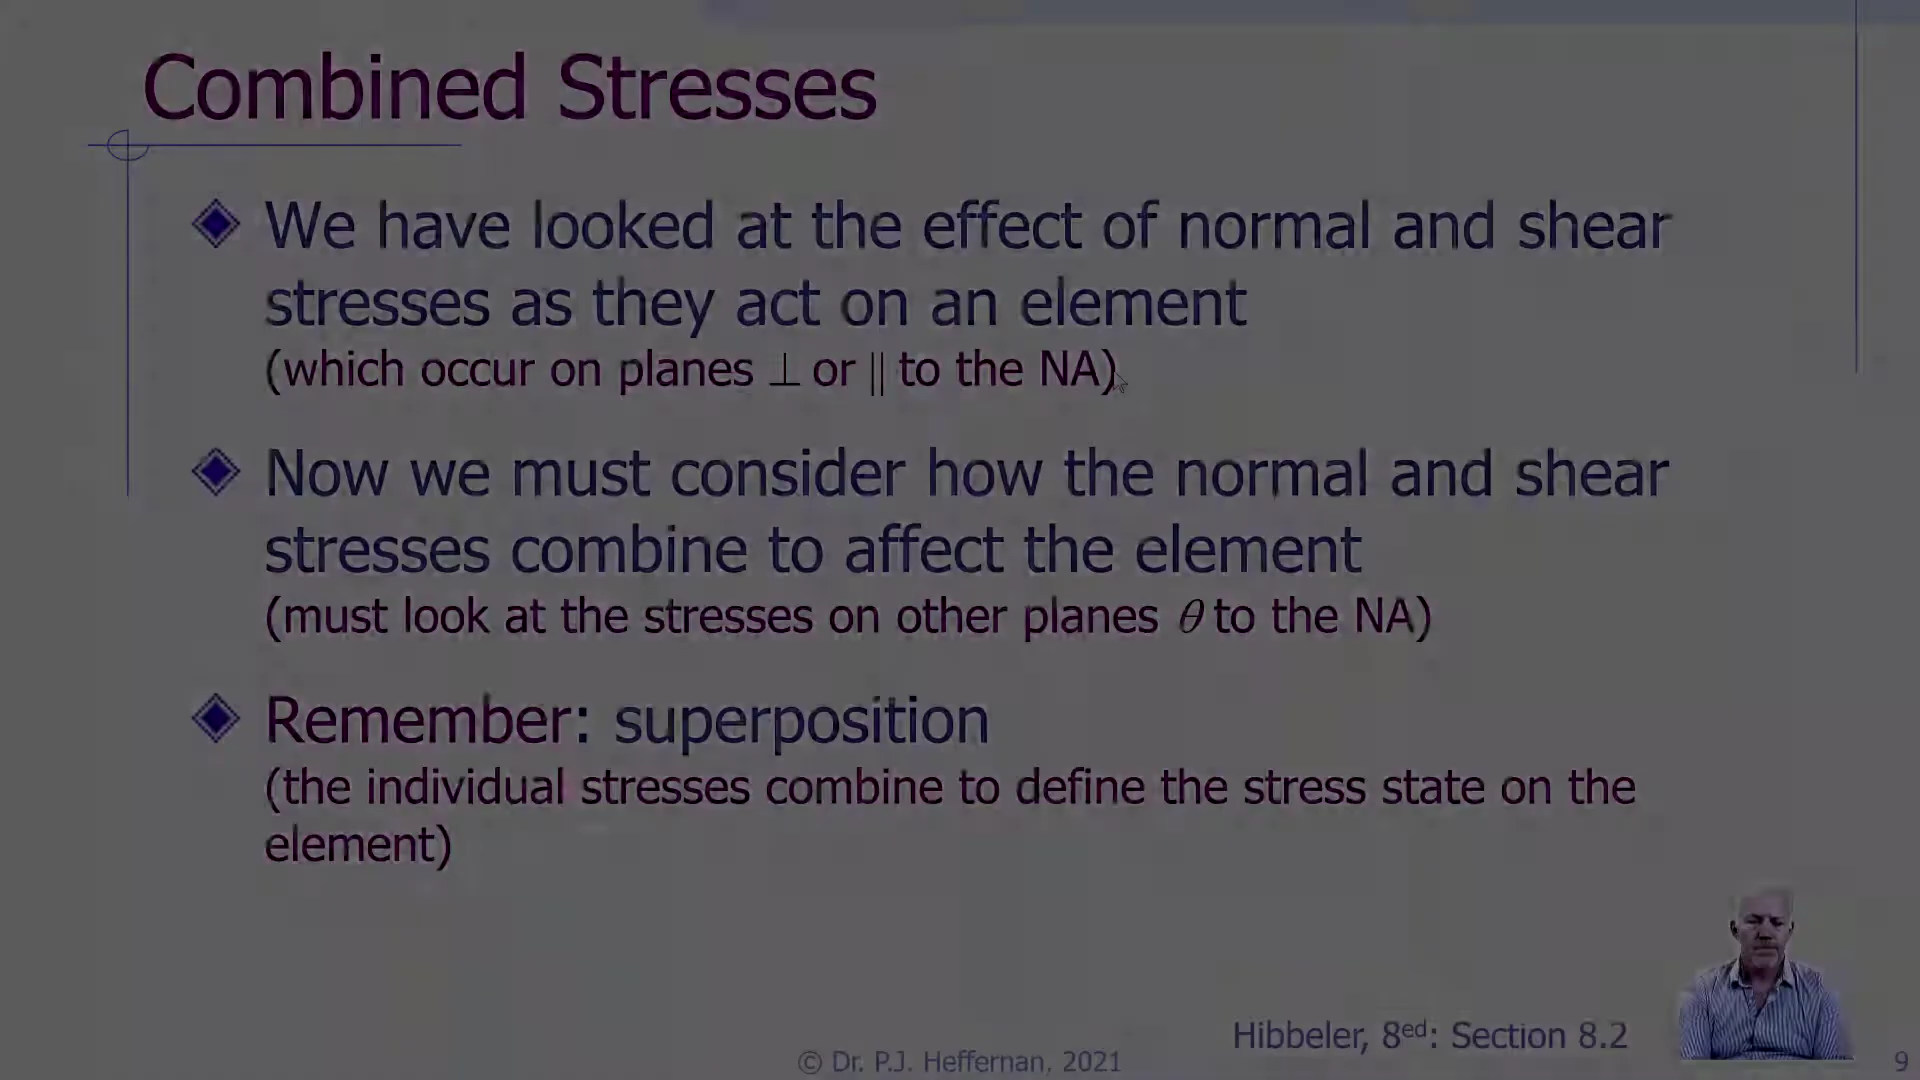 Combined Stresses
We have looked at the effect of normal and shear
stresses as they act on an element
(which occur on planes ⊥ or || to the NA)
Now we must consider how the normal and shear
stresses combine to affect the element
(must look at the stresses on other planes θ to the NA)
Remember: superposition
(the individual stresses combine to define the stress state on the
element)
Hibbeler, 8ed: Section 8.2
© Dr. P.J. Heffernan, 2021
9